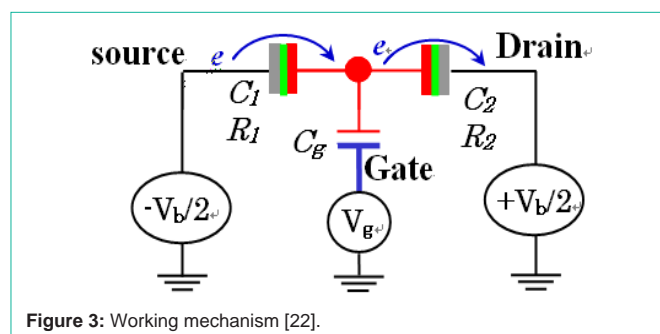 source
e
e
Drain
C1
R1
C2
R2
Cg
Gate
-Vb/2
Vg
+Vb/2
Figure 3: Working mechanism [22].